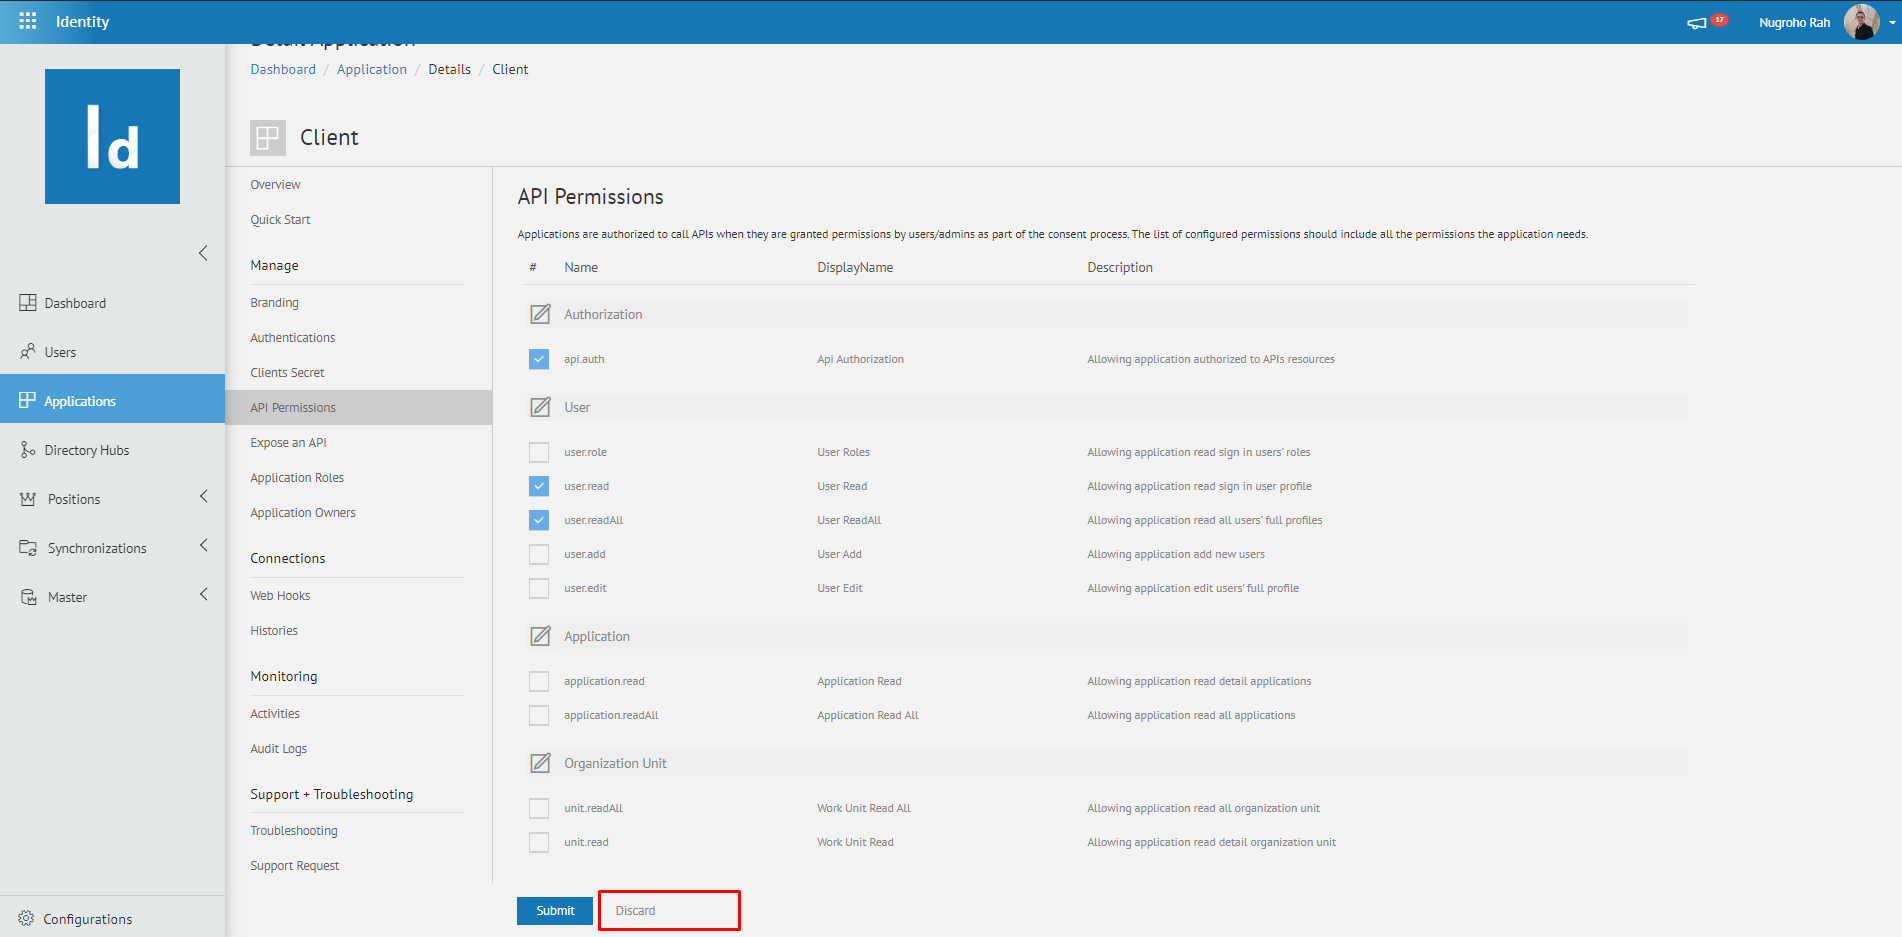 Identity
17
Nugroho Rah
Detail Application
Dashboard / Application / Details / Client
Id
Client
Dashboard
Users
Applications
Directory Hubs
Positions
Synchronizations
Master
Configurations
Overview
Quick Start
Manage
Branding
Authentications
Clients Secret
API Permissions
Expose an API
Application Roles
Application Owners
Connections
Web Hooks
Histories
Monitoring
Activities
Audit Logs
Support + Troubleshooting
Troubleshooting
Support Request
API Permissions
Applications are authorized to call APIs when they are granted permissions by users/admins as part of the consent process. The list of configured permissions should include all the permissions the application needs.
# Name DisplayName Description
Authorization
api.auth Api Authorization Allowing application authorized to APIs resources
User
user.role User Roles Allowing application read sign in users' roles
user.read User Read Allowing application read sign in user profile
user.readAll User ReadAll Allowing application read all users' full profiles
user.add User Add Allowing application add new users
user.edit User Edit Allowing application edit users' full profile
Application
application.read Application Read Allowing application read detail applications
application.readAll Application Read All Allowing application read all applications
Organization Unit
unit.readAll Work Unit Read All Allowing application read all organization unit
unit.read Work Unit Read Allowing application read detail organization unit
Submit Discard